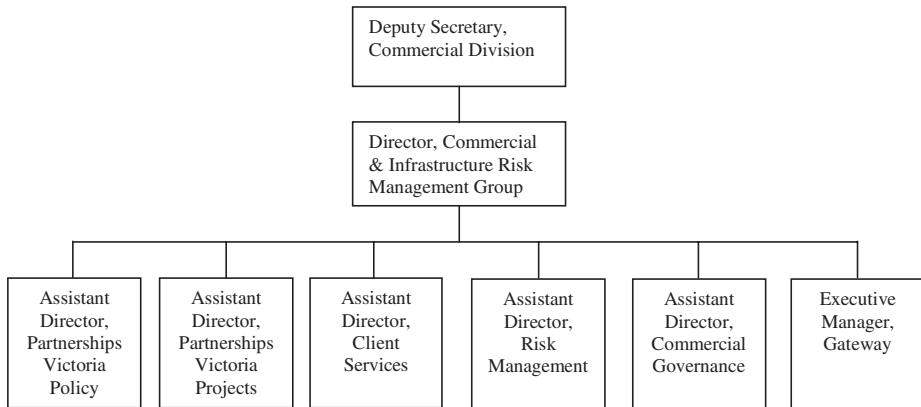 Deputy Secretary,
Commercial Division
Director, Commercial
& Infrastructure Risk
Management Group
Assistant
Director,
Partnerships
Victoria
Policy
Assistant
Director,
Partnerships
Victoria
Projects
Assistant
Director,
Client
Services
Assistant
Director,
Risk
Management
Assistant
Director,
Commercial
Governance
Executive
Manager,
Gateway